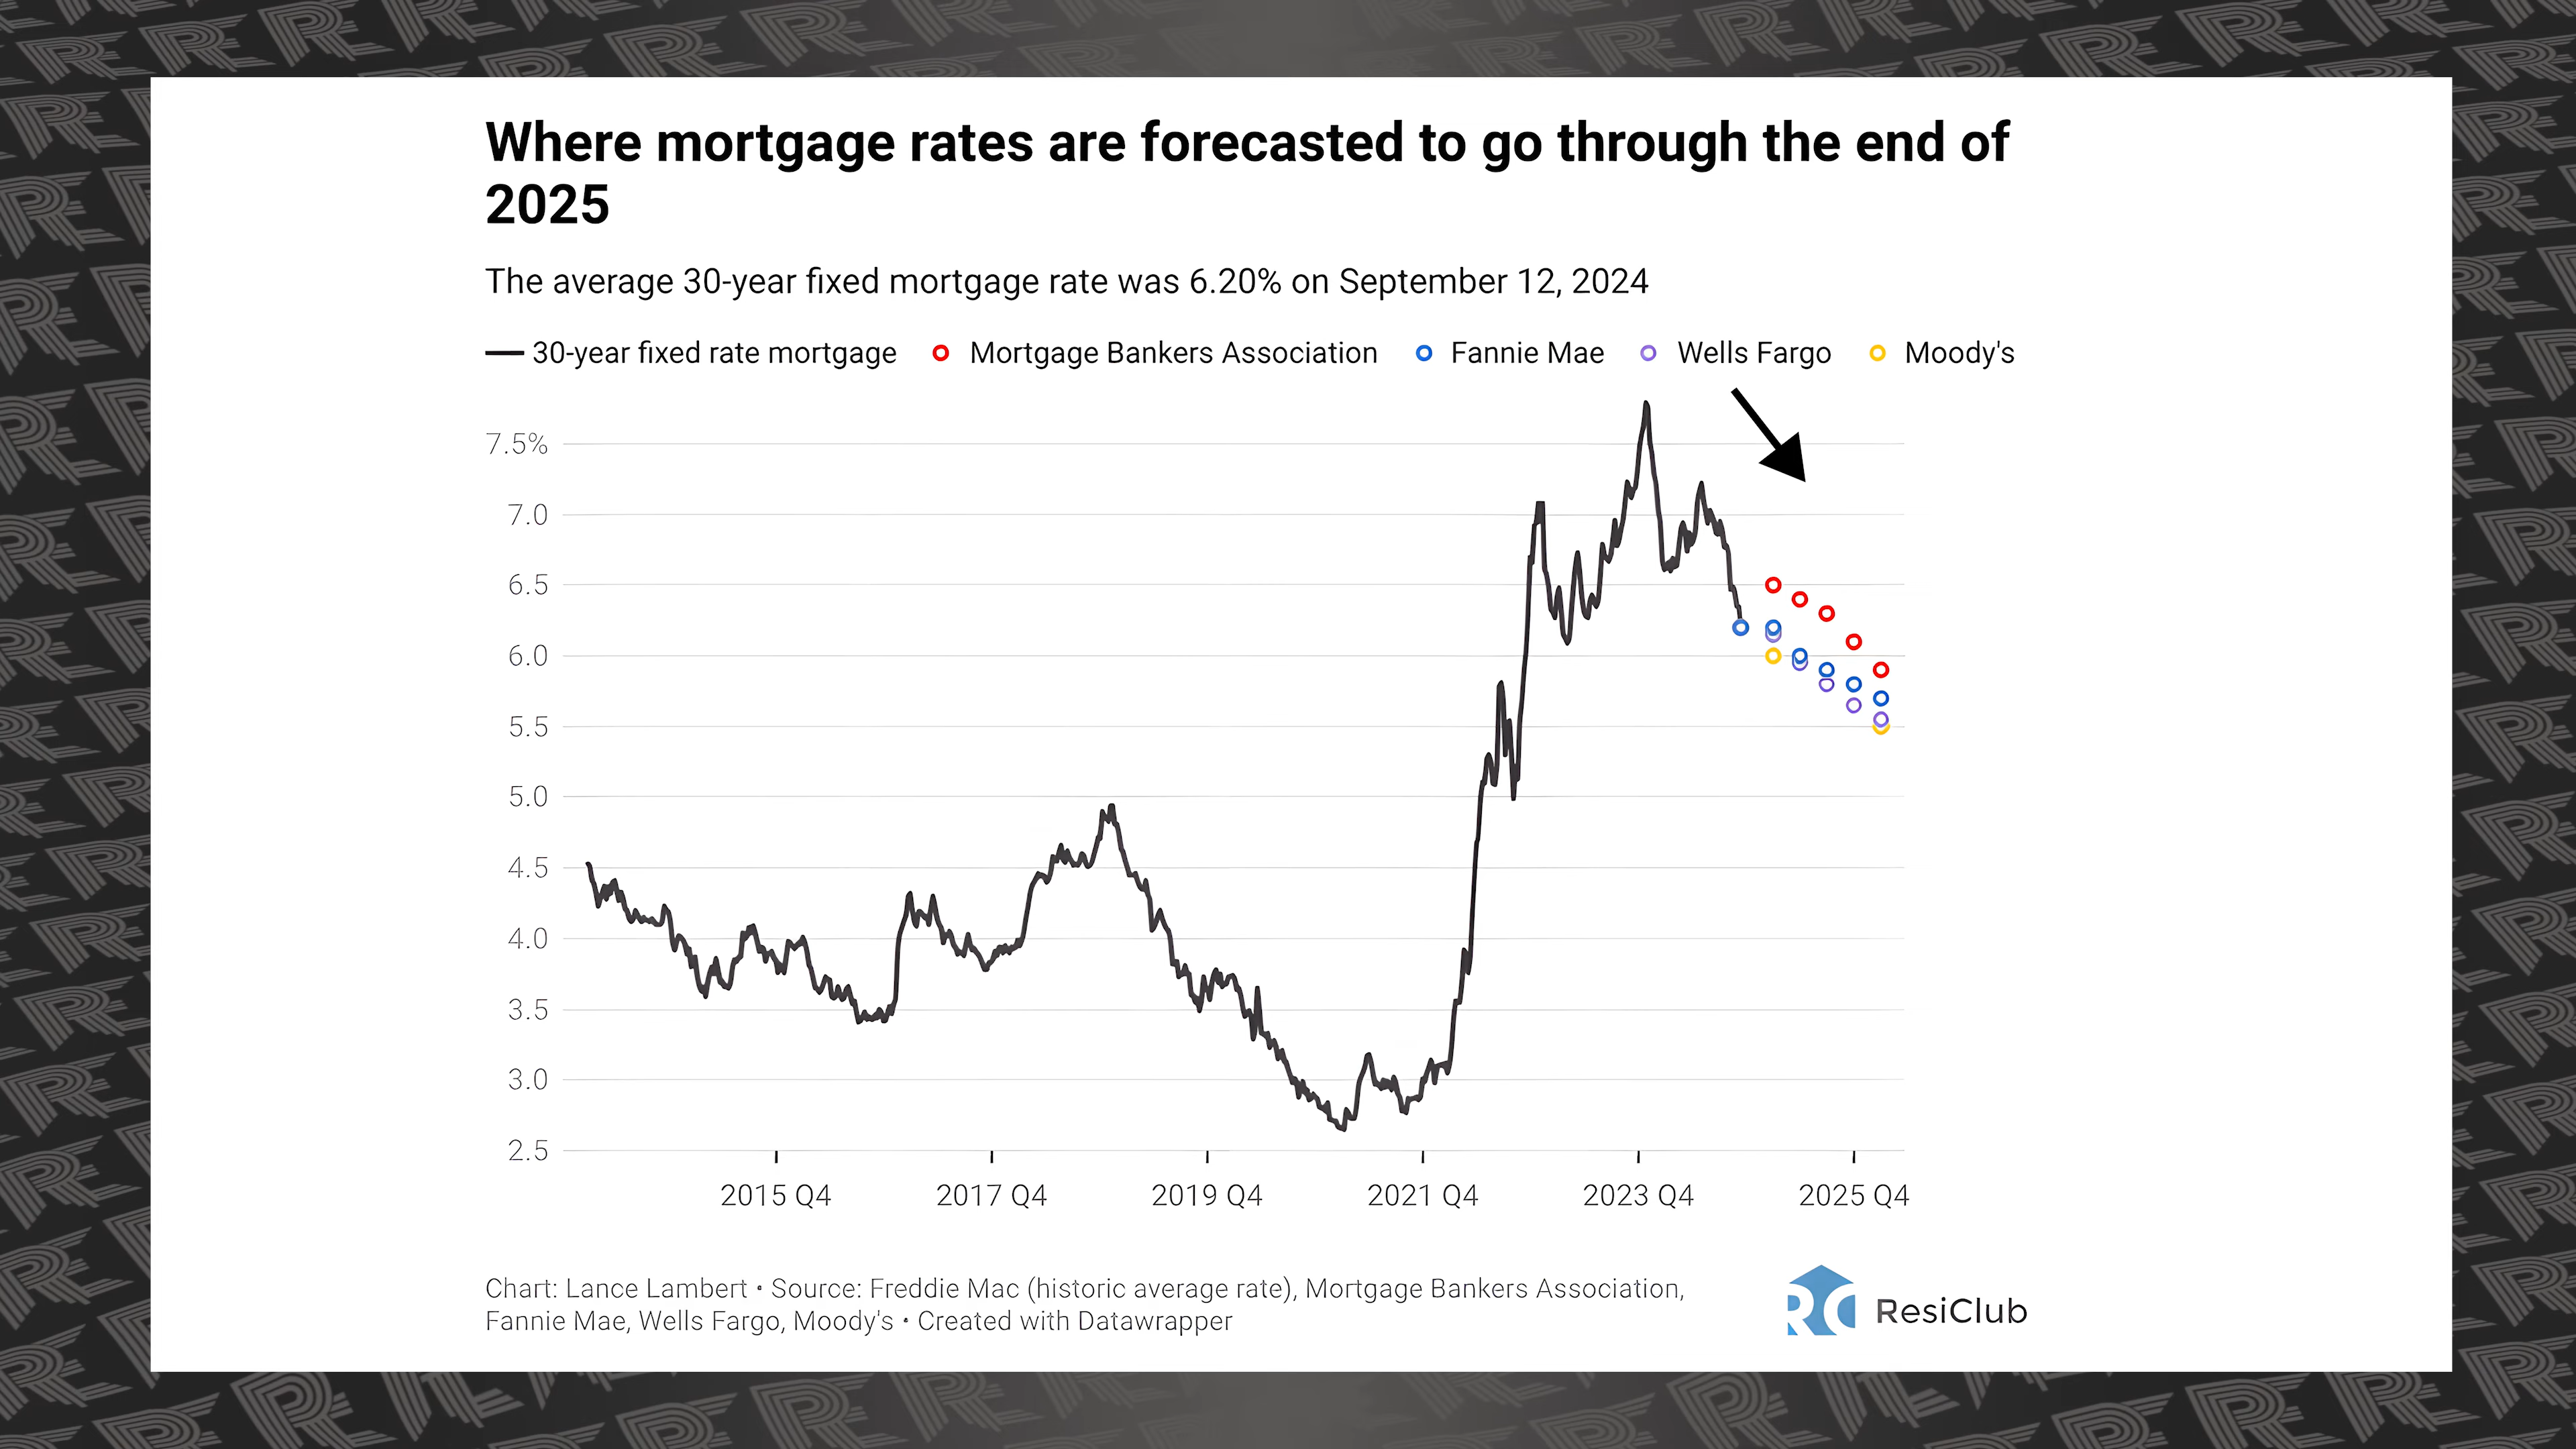 Where mortgage rates are forecasted to go through the end of
2025
The average 30-year fixed mortgage rate was 6.20% on September 12, 2024
30-year fixed rate mortgage Mortgage Bankers Association Fannie Mae Wells Fargo Moody's
7.5%
7.0
6.5
6.0
5.5
5.0
4.5
4.0
3.5
3.0
2.5
2015 Q4 2017 Q4 2019 Q4 2021 Q4 2023 Q4 2025 Q4
Chart: Lance Lambert • Source: Freddie Mac (historic average rate), Mortgage Bankers Association,
Fannie Mae, Wells Fargo, Moody's • Created with Datawrapper
RC ResiClub